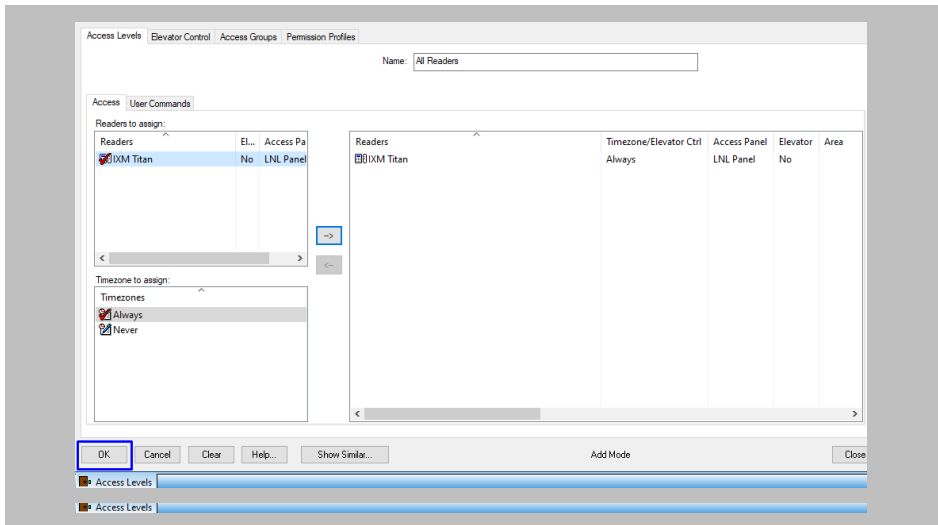 Access Levels Elevator Control Access Groups Permission Profiles
Name: All Readers
Access User Commands
Readers to assign:
Readers El... Access Pa
IXM Titan No LNL Panel
Readers Timezone/Elevator Ctrl Access Panel Elevator Area
IXM Titan Always LNL Panel No
-->
<--
Timezone to assign:
Timezones
Always
Never
OK Cancel Clear Help... Show Similar... Add Mode Close
Access Levels
Access Levels